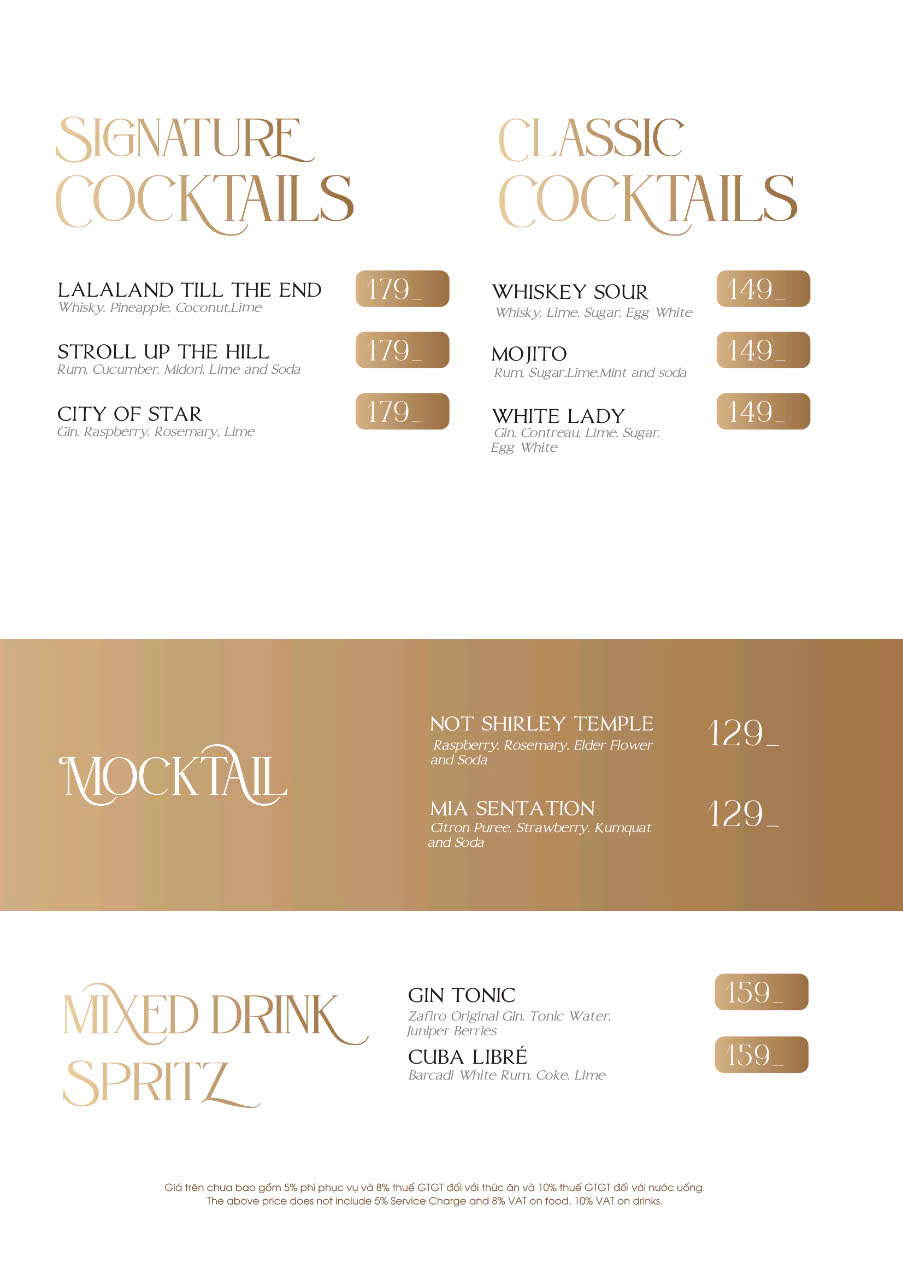 SIGNATURE
COCKTAILS
LALALAND TILL THE END 179_
Whisky, Pineapple, Coconut,Lime
STROLL UP THE HILL 179_
Rum, Cucumber, Midori, Lime and Soda
CITY OF STAR 179_
Gin, Raspberry, Rosemary, Lime
CLASSIC
COCKTAILS
WHISKEY SOUR 149_
Whisky, Lime, Sugar, Egg White
MOJITO 149_
Rum, Sugar,Lime,Mint and soda
WHITE LADY 149_
Gin, Contreau, Lime, Sugar,
Egg White
MOCKTAIL
NOT SHIRLEY TEMPLE 129_
Raspberry, Rosemary, Elder Flower
and Soda
MIA SENTATION 129_
Citron Puree, Strawberry, Kumquat
and Soda
MIXED DRINK
SPRITZ
GIN TONIC 159_
Zafiro Original Gin, Tonic Water,
Juniper Berries
CUBA LIBRÉ 159_
Barcadi White Rum, Coke, Lime
Giá trên chưa bao gồm 5% phí phục vụ và 8% thuế GTGT đối với thức ăn và 10% thuế GTGT đối với nước uống.
The above price does not include 5% Service Charge and 8% VAT on food, 10% VAT on drinks.